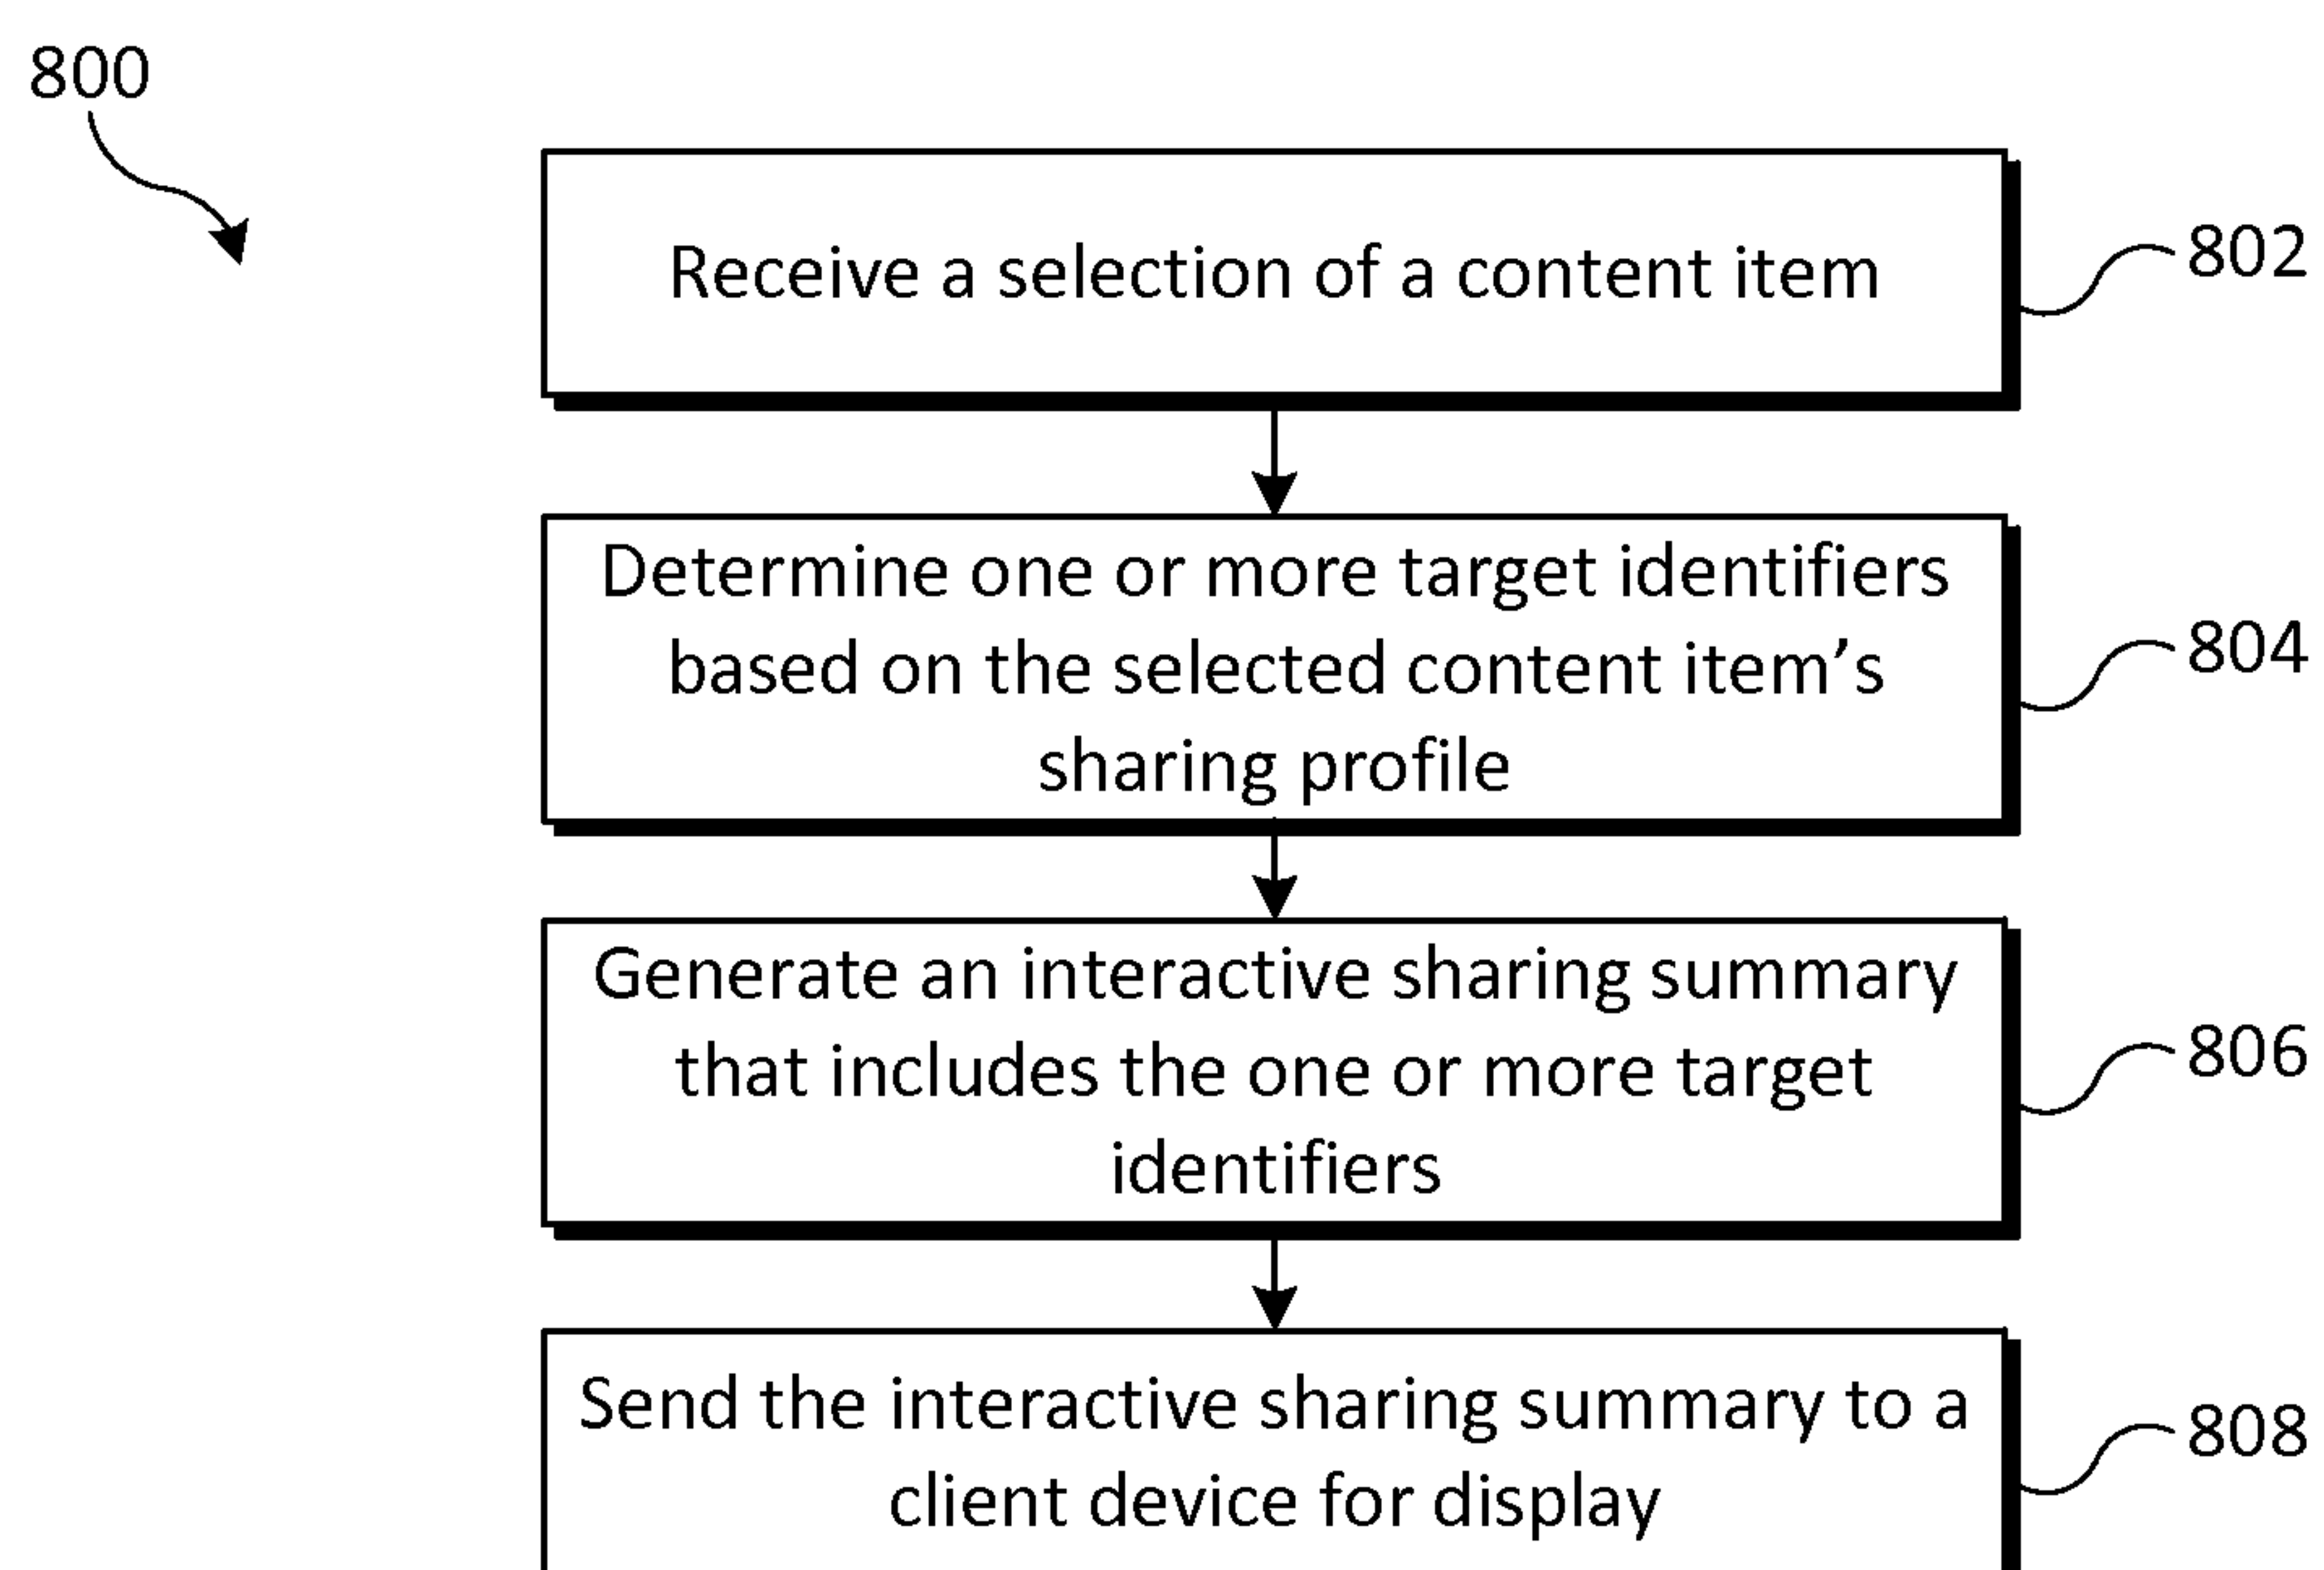 800
Receive a selection of a content item
802
Determine one or more target identifiers
based on the selected content item’s
sharing profile
804
Generate an interactive sharing summary
that includes the one or more target
identifiers
806
Send the interactive sharing summary to a
client device for display
808